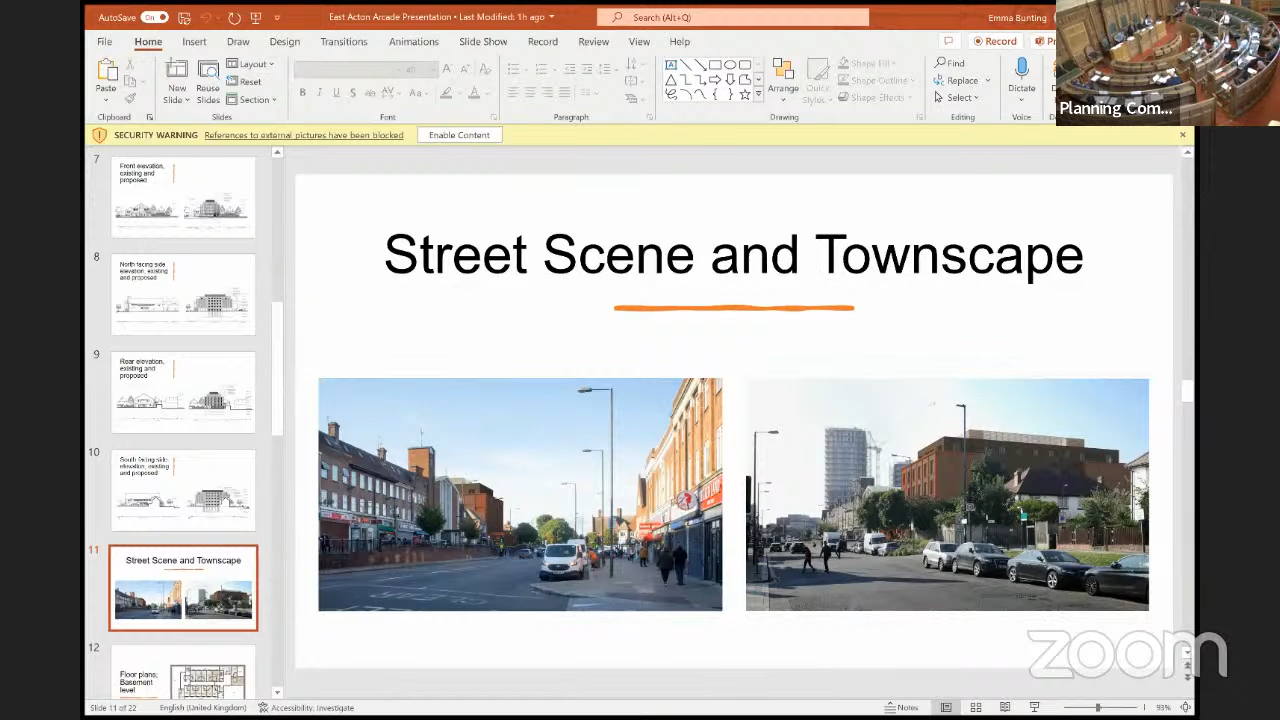 AutoSave On
East Acton Arcade Presentation • Last Modified: 1h ago
Search (Alt+Q)
Emma Bunting
File Home Insert Draw Design Transitions Animations Slide Show Record Review View Help
Record
Paste
New Slide
Reuse Slides
Layout
Reset
Section
Arrange
Quick Styles
Shape Fill
Shape Outline
Shape Effects
Find
Replace
Select
Dictate
Clipboard Slides Font Paragraph Drawing Editing Voice
Planning Com...
SECURITY WARNING References to external pictures have been blocked Enable Content
7
Front elevation,
existing and
proposed
8
North facing side
elevation, existing
and proposed
9
Rear elevation,
existing and
proposed
10
South facing side
elevation, existing
and proposed
11
Street Scene and Townscape
12
Floor plans;
Basement
level
Street Scene and Townscape
zoom
Slide 11 of 22 English (United Kingdom) Accessibility: Investigate Notes 93%